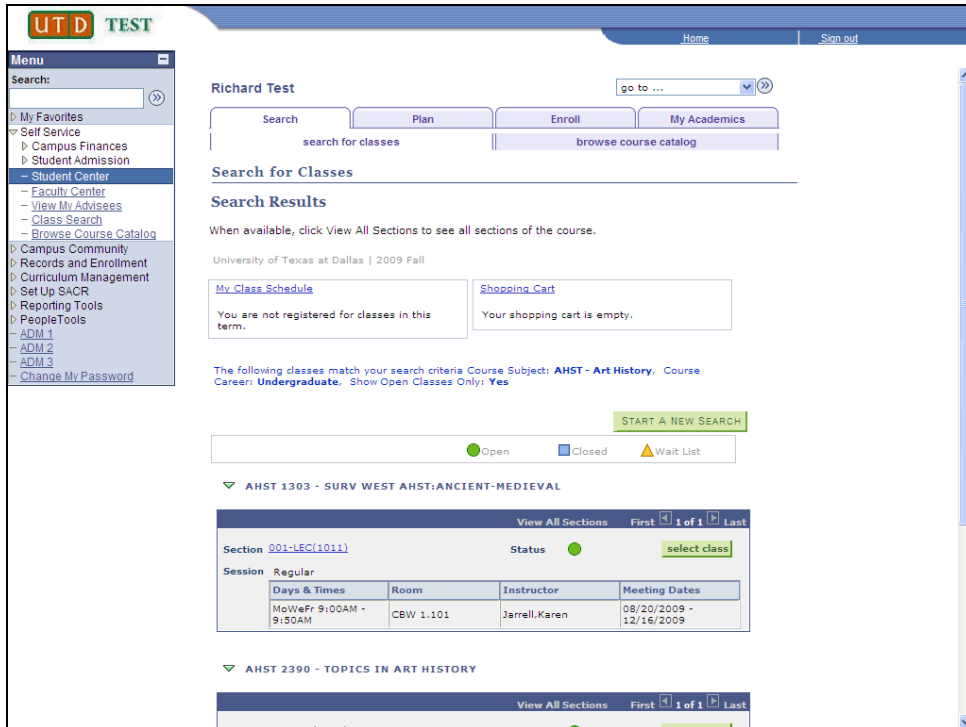 UTD TEST
Home
Sign out
Menu
Search:
My Favorites
Self Service
Campus Finances
Student Admission
Student Center
Faculty Center
View My Advisees
Class Search
Browse Course Catalog
Campus Community
Records and Enrollment
Curriculum Management
Set Up SACR
Reporting Tools
PeopleTools
ADM 1
ADM 2
ADM 3
Change My Password
Richard Test
go to ...
Search Plan Enroll My Academics
search for classes browse course catalog
Search for Classes
Search Results
When available, click View All Sections to see all sections of the course.
University of Texas at Dallas | 2009 Fall
My Class Schedule
You are not registered for classes in this
term.
Shopping Cart
Your shopping cart is empty.
The following classes match your search criteria Course Subject: AHST - Art History, Course
Career: Undergraduate, Show Open Classes Only: Yes
START A NEW SEARCH
Open Closed Wait List
AHST 1303 - SURV WEST AHST:ANCIENT-MEDIEVAL
View All Sections First 1 of 1 Last
Section 001-LEC(1011) Status select class
Session Regular
Days & Times Room Instructor Meeting Dates
MoWeFr 9:00AM -
9:50AM
CBW 1.101
Jarrell,Karen
08/20/2009 -
12/16/2009
AHST 2390 - TOPICS IN ART HISTORY
View All Sections First 1 of 1 Last